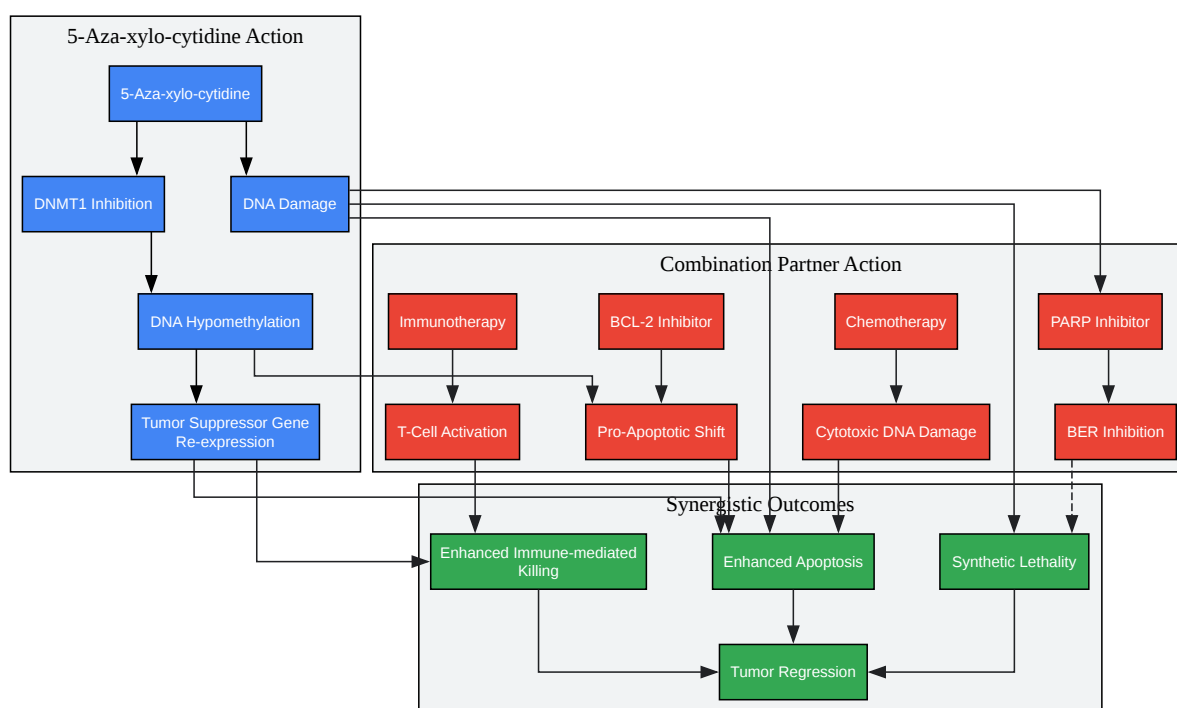 5-Aza-xylo-cytidine Action
5-Aza-xylo-cytidine
DNMT1 Inhibition
DNA Damage
DNA Hypomethylation
Tumor Suppressor Gene
Re-expression
Combination Partner Action
Immunotherapy
BCL-2 Inhibitor
Chemotherapy
PARP Inhibitor
T-Cell Activation
Pro-Apoptotic Shift
Cytotoxic DNA Damage
BER Inhibition
Synergistic Outcomes
Enhanced Immune-mediated
Killing
Enhanced Apoptosis
Synthetic Lethality
Tumor Regression